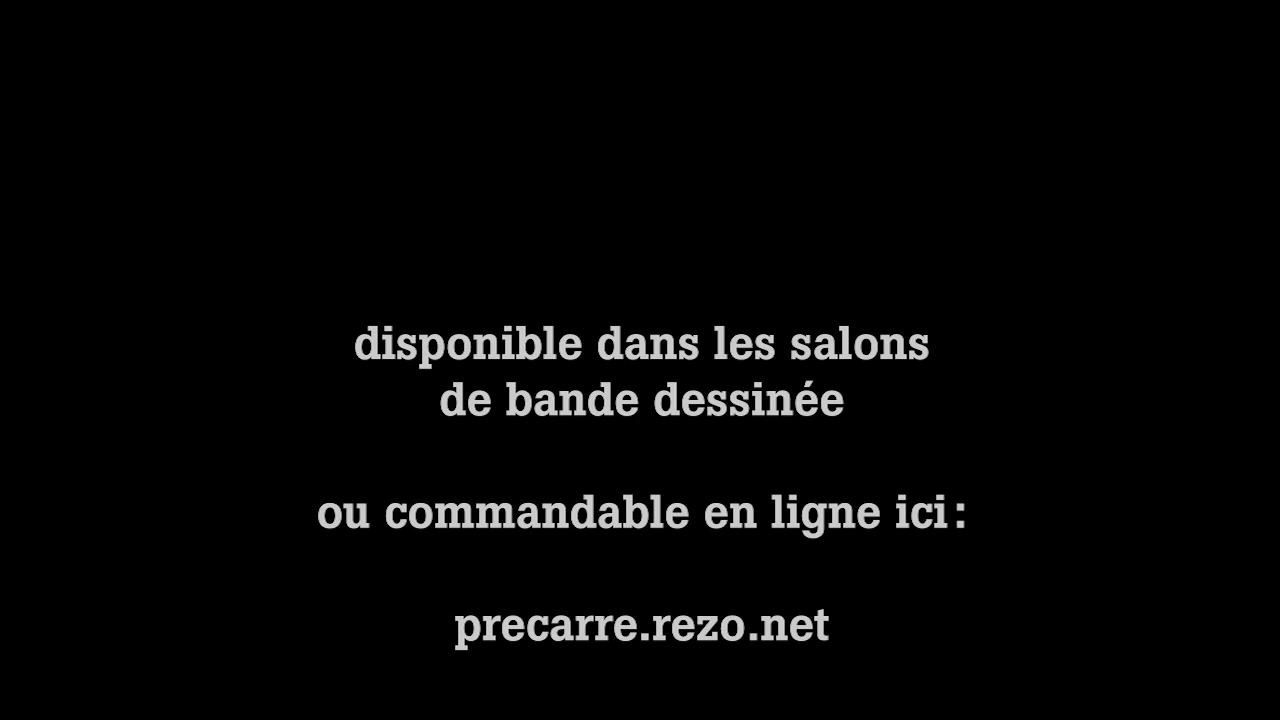 disponible dans les salons
de bande dessinée
ou commandable en ligne ici :
precarre.rezo.net